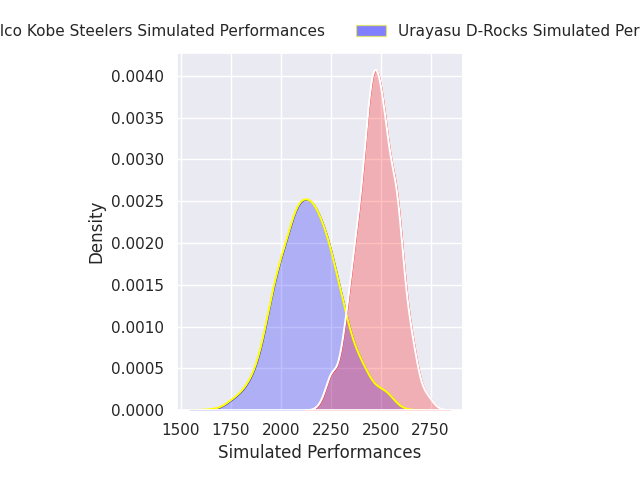 lco Kobe Steelers Simulated Performances
Urayasu D-Rocks Simulated Per
0.0040
0.0035
0.0030
0.0025
0.0020
0.0015
0.0010
0.0005
0.0000
Density
1500 1750 2000 2250 2500 2750
Simulated Performances